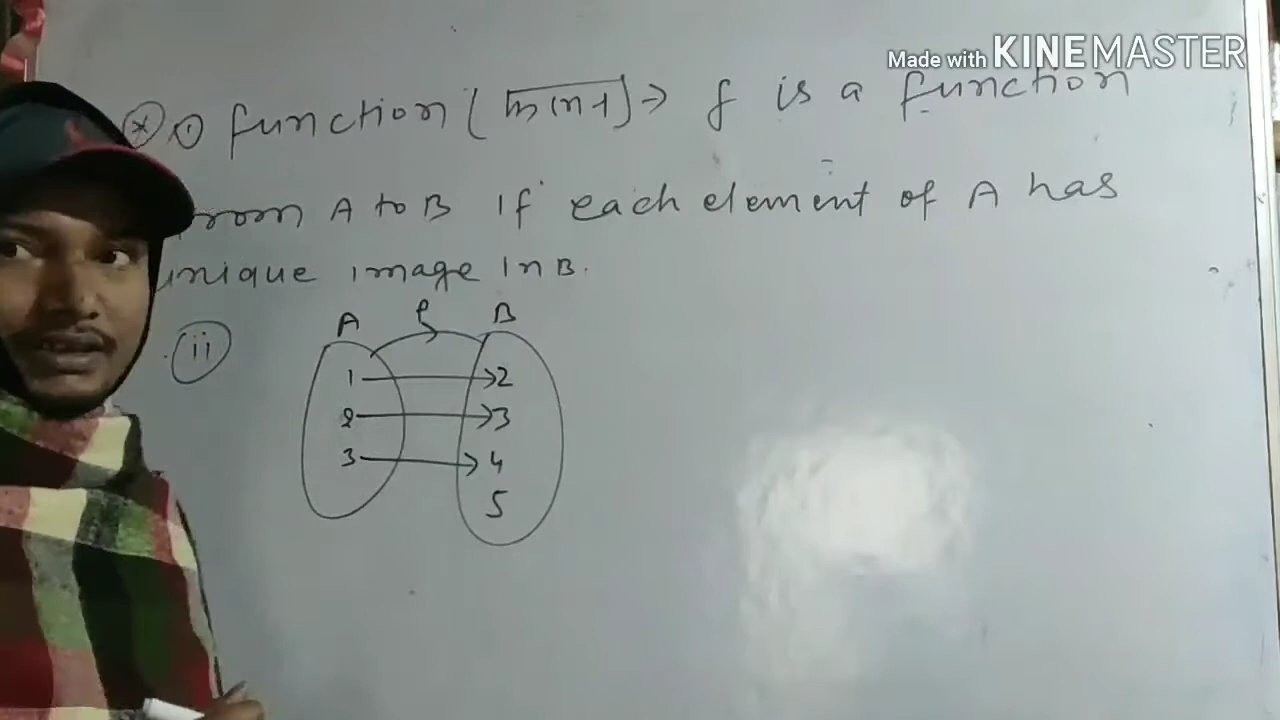 Made with KINEMASTER
(i) function ( ) → f is a function
from A to B if each element of A has
unique image in B.
(ii)
A f B
1 → 2
2 → 3
3 → 4
5